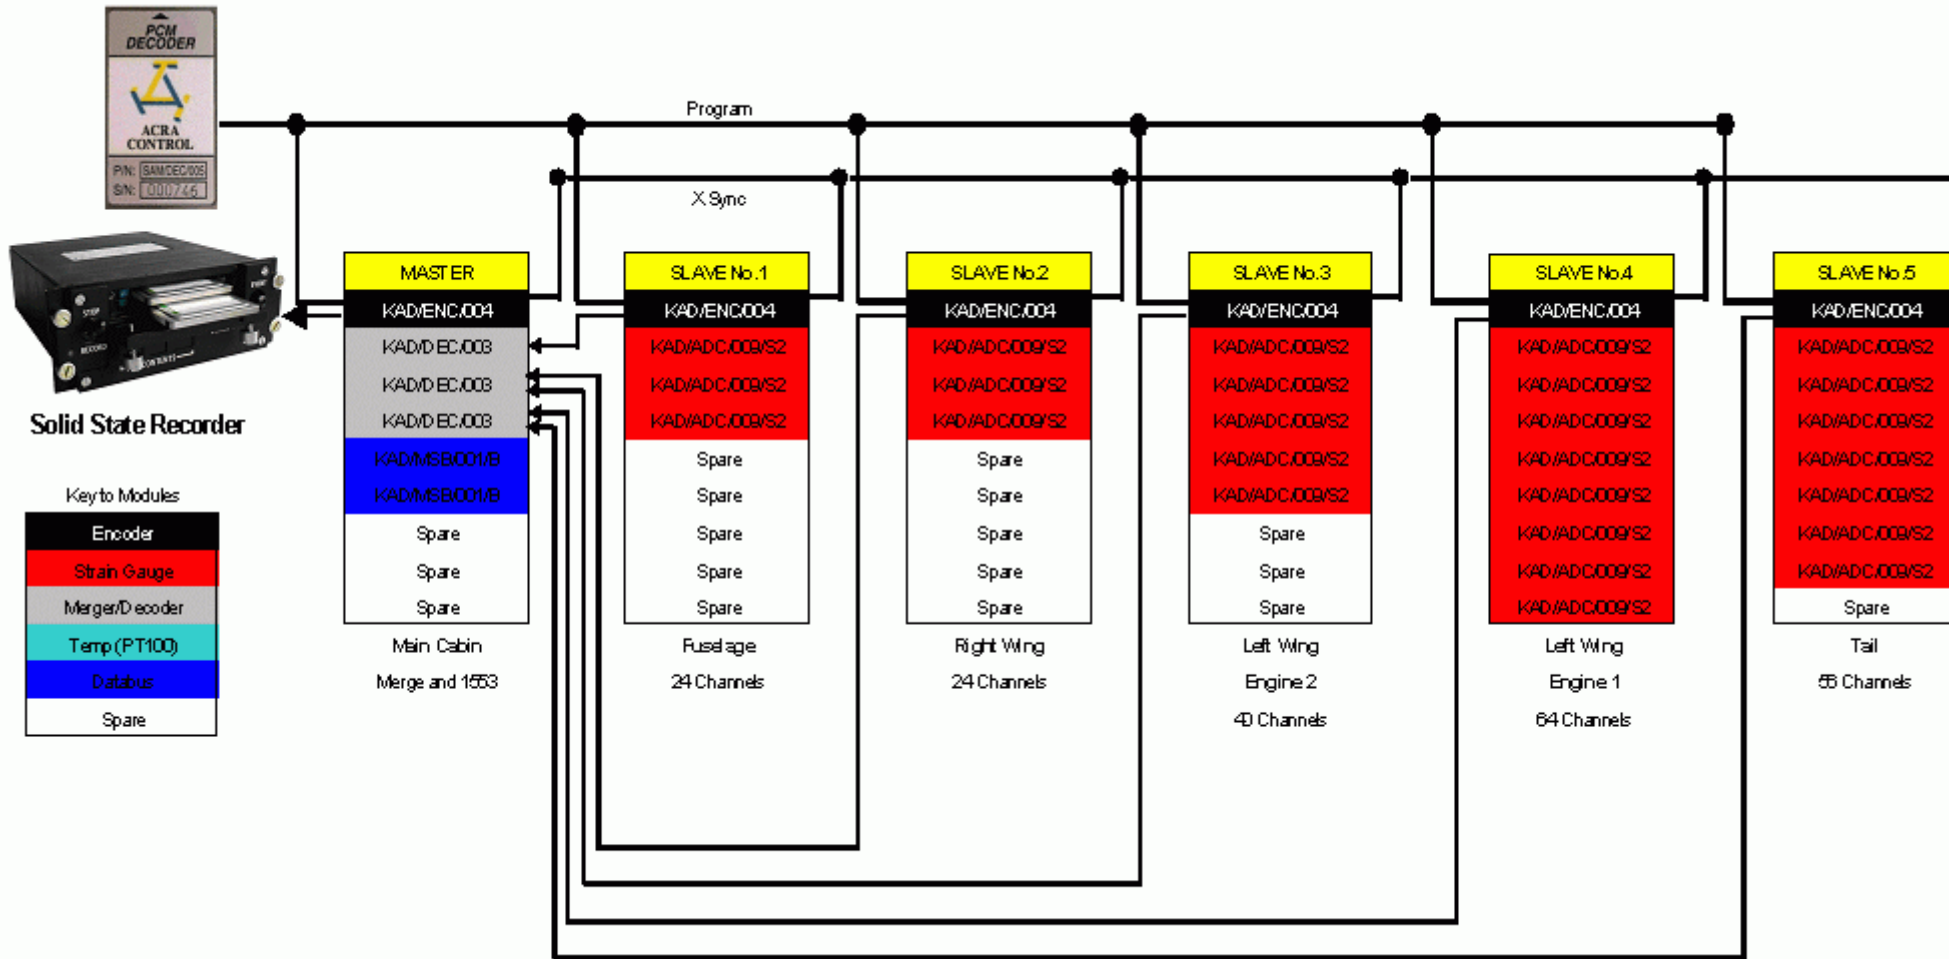 PCM
DECODER
ACRA
CONTROL
P/N: SAM/DEC/005
S/N: 000746
Program
X Sync
STOP
RECORD
CONTENTS
Solid State Recorder
Key to Modules
Encoder
Strain Gauge
Merger/Decoder
Temp (PT100)
Databus
Spare
MASTER
KAD/ENC/004
KAD/DEC/003
KAD/DEC/003
KAD/DEC/003
KAD/MSB/001/B
KAD/MSB/001/B
Spare
Spare
Spare
Main Cabin
Merge and 1553
SLAVE No.1
KAD/ENC/004
KAD/ADC/009/S2
KAD/ADC/009/S2
KAD/ADC/009/S2
Spare
Spare
Spare
Spare
Spare
Fuselage
24 Channels
SLAVE No.2
KAD/ENC/004
KAD/ADC/009/S2
KAD/ADC/009/S2
KAD/ADC/009/S2
Spare
Spare
Spare
Spare
Spare
Right Wing
24 Channels
SLAVE No.3
KAD/ENC/004
KAD/ADC/009/S2
KAD/ADC/009/S2
KAD/ADC/009/S2
KAD/ADC/009/S2
KAD/ADC/009/S2
Spare
Spare
Spare
Left Wing
Engine 2
40 Channels
SLAVE No.4
KAD/ENC/004
KAD/ADC/009/S2
KAD/ADC/009/S2
KAD/ADC/009/S2
KAD/ADC/009/S2
KAD/ADC/009/S2
KAD/ADC/009/S2
KAD/ADC/009/S2
KAD/ADC/009/S2
Left Wing
Engine 1
64 Channels
SLAVE No.5
KAD/ENC/004
KAD/ADC/009/S2
KAD/ADC/009/S2
KAD/ADC/009/S2
KAD/ADC/009/S2
KAD/ADC/009/S2
KAD/ADC/009/S2
KAD/ADC/009/S2
Spare
Tail
56 Channels